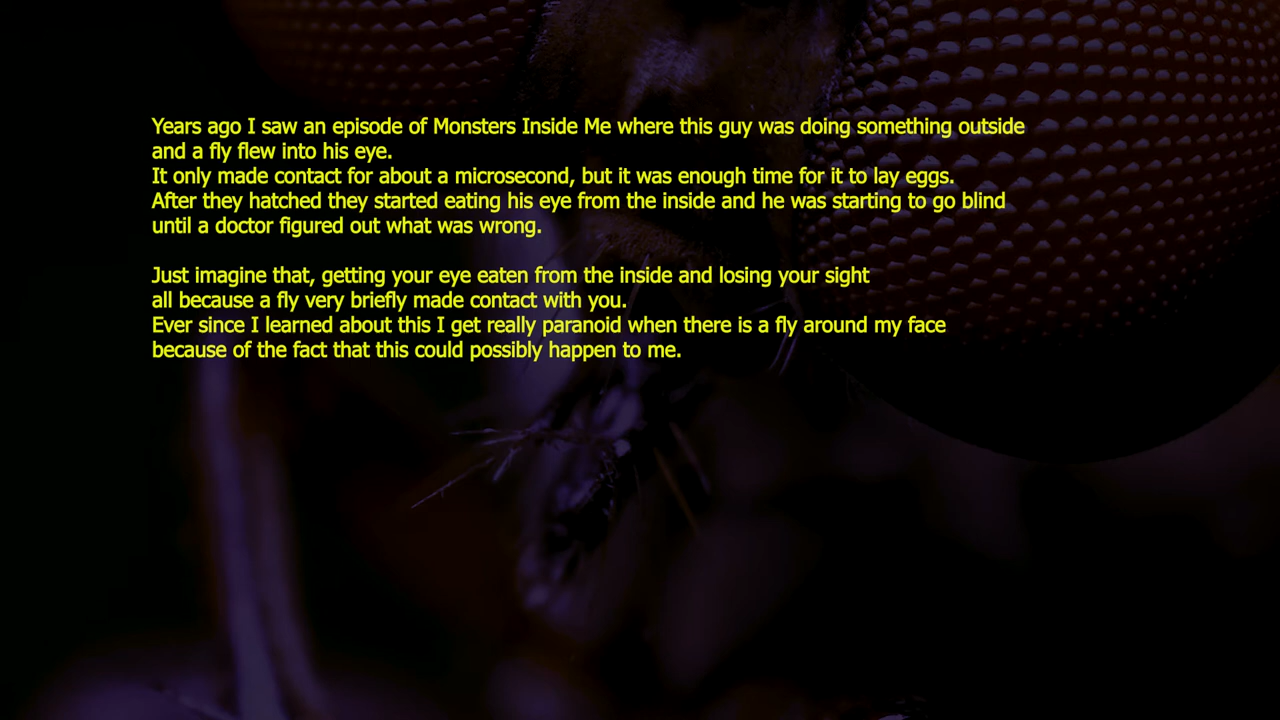 Years ago I saw an episode of Monsters Inside Me where this guy was doing something outside
and a fly flew into his eye.
It only made contact for about a microsecond, but it was enough time for it to lay eggs.
After they hatched they started eating his eye from the inside and he was starting to go blind
until a doctor figured out what was wrong.
Just imagine that, getting your eye eaten from the inside and losing your sight
all because a fly very briefly made contact with you.
Ever since I learned about this I get really paranoid when there is a fly around my face
because of the fact that this could possibly happen to me.